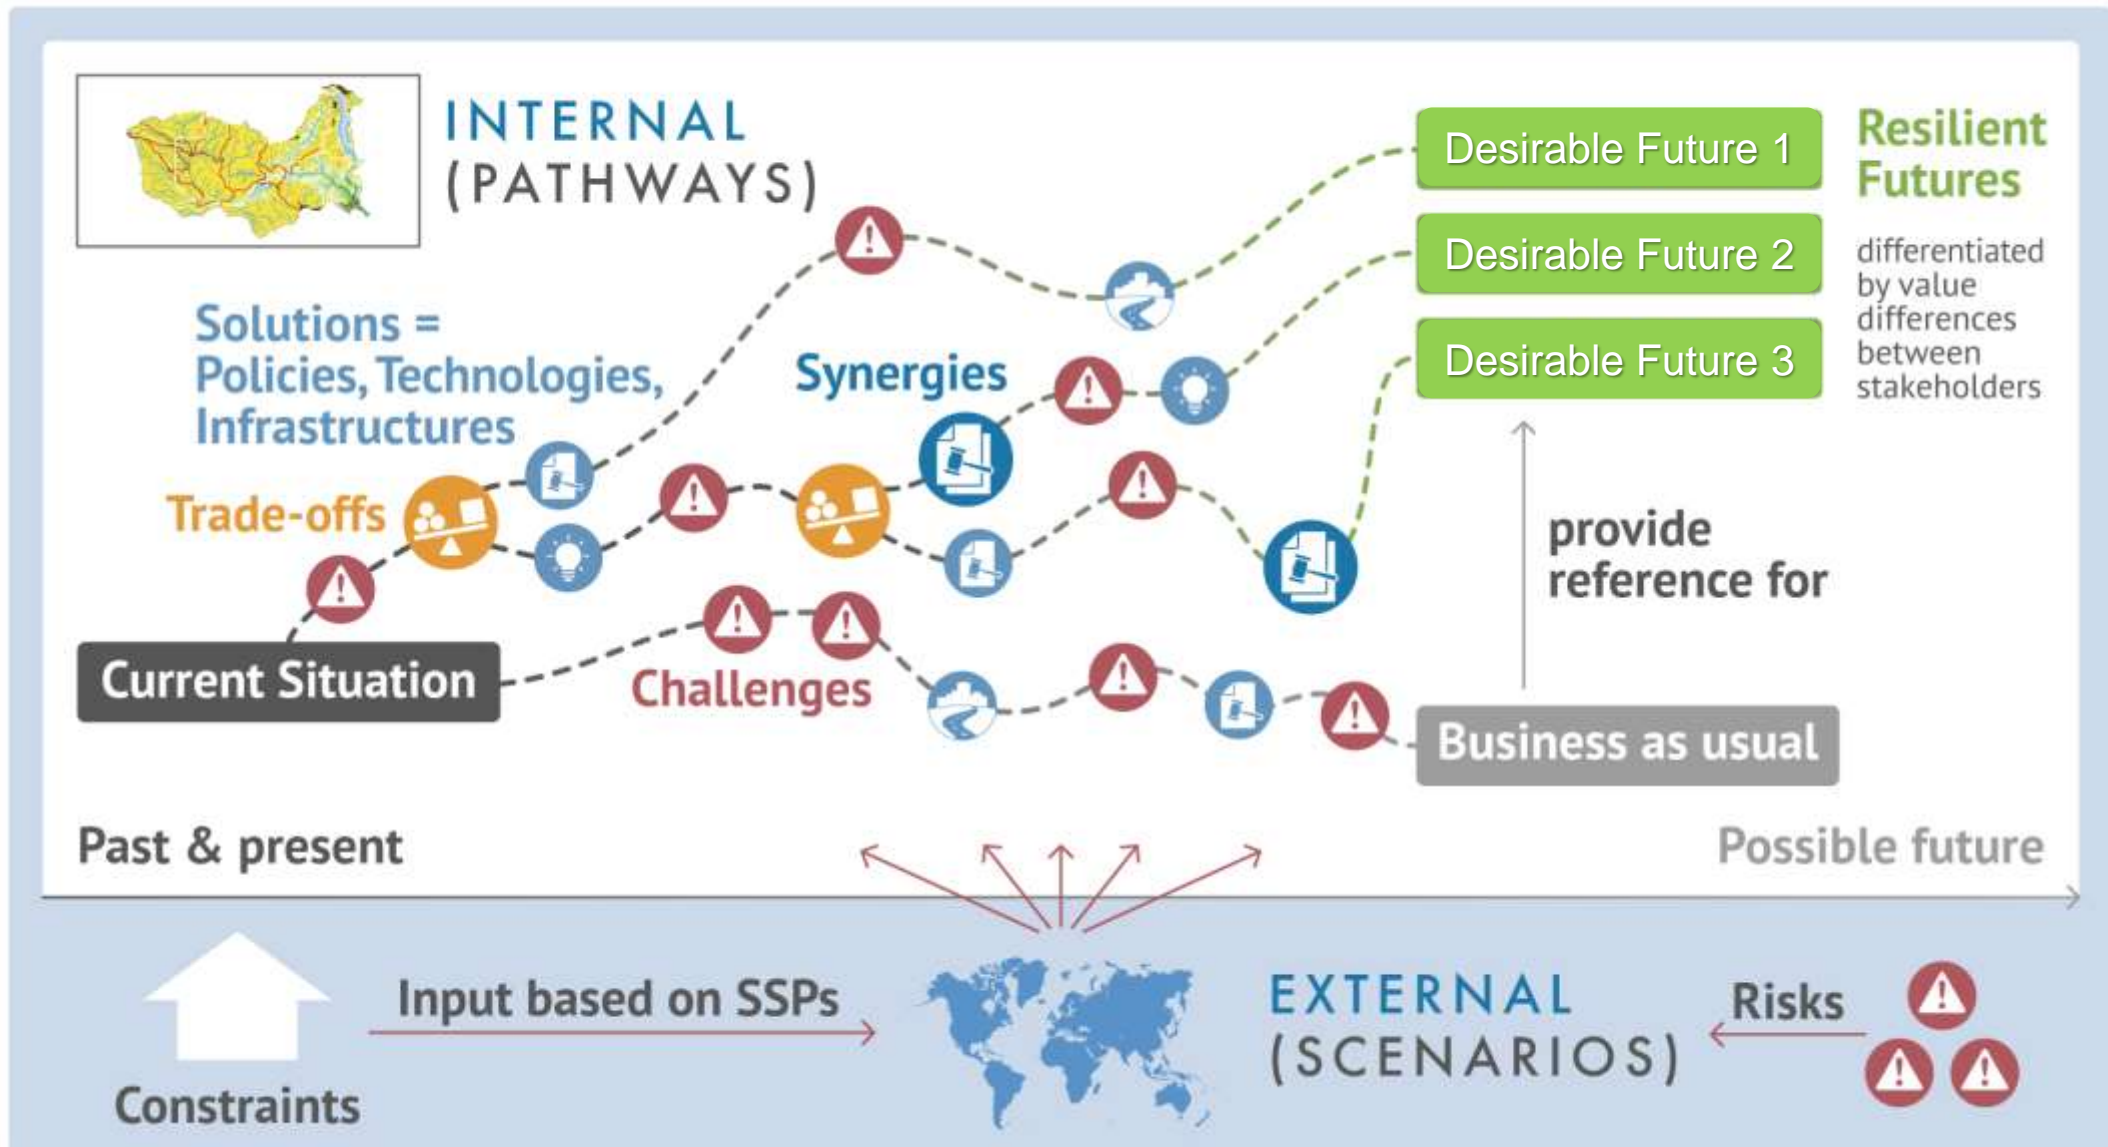 INTERNAL
(PATHWAYS)
Desirable Future 1
Desirable Future 2
Desirable Future 3
Resilient
Futures
differentiated
by value
differences
between
stakeholders
Solutions =
Policies, Technologies,
Infrastructures
Synergies
Trade-offs
provide
reference for
Current Situation
Challenges
Business as usual
Past & present
Possible future
Input based on SSPs
Constraints
EXTERNAL
(SCENARIOS)
Risks